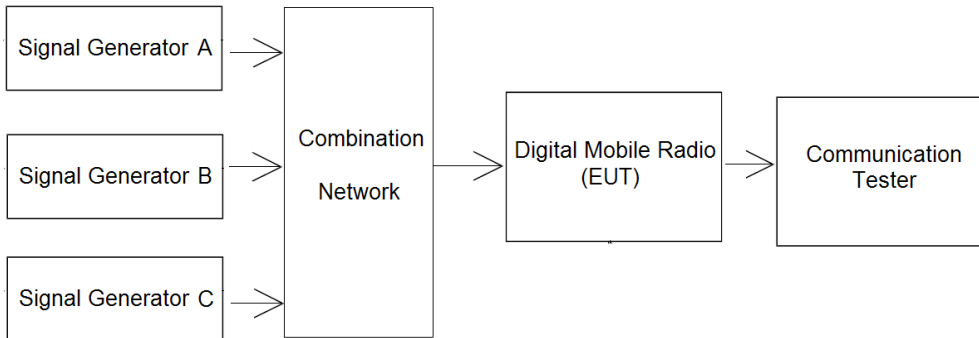 Signal Generator A
Signal Generator B
Signal Generator C
Combination
Network
Digital Mobile Radio
(EUT)
Communication
Tester